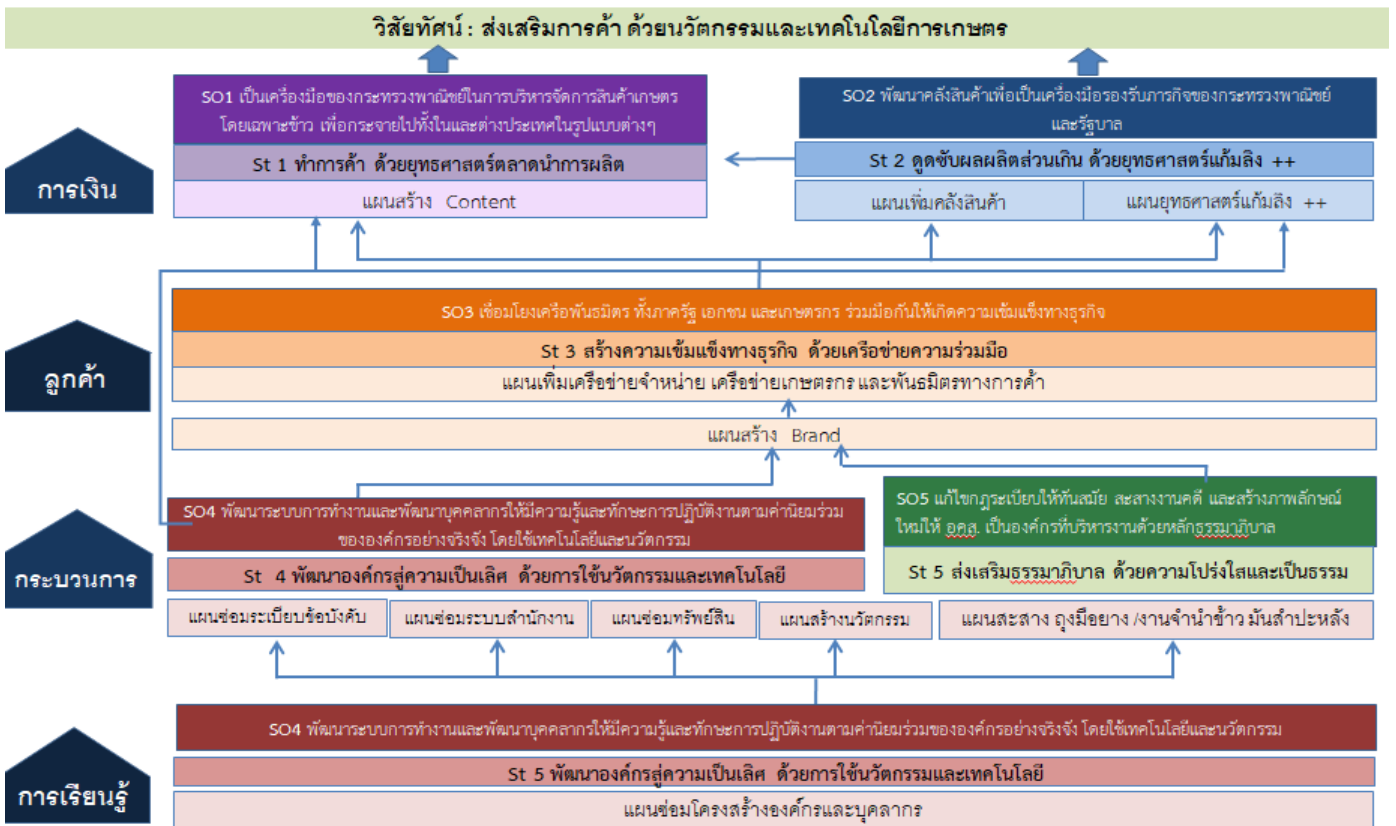 วิสัยทัศน์ : ส่งเสริมการค้า ด้วยนวัตกรรมและเทคโนโลยีการเกษตร
การเงิน
SO1 เป็นเครื่องมือของกระทรวงพาณิชย์ในการบริหารจัดการสินค้าเกษตร
โดยเฉพาะข้าว เพื่อกระจายไปทั้งในและต่างประเทศในรูปแบบต่างๆ
St 1 ทำการค้า ด้วยยุทธศาสตร์ตลาดนำการผลิต
แผนสร้าง Content
SO2 พัฒนาคลังสินค้าเพื่อเป็นเครื่องมือรองรับภารกิจของกระทรวงพาณิชย์
และรัฐบาล
St 2 ดูดซับผลผลิตส่วนเกิน ด้วยยุทธศาสตร์แก้มลิง ++
แผนเพิ่มคลังสินค้า
แผนยุทธศาสตร์แก้มลิง ++
ลูกค้า
SO3 เชื่อมโยงเครือพันธมิตร ทั้งภาครัฐ เอกชน และเกษตรกร ร่วมมือกันให้เกิดความเข้มแข็งทางธุรกิจ
St 3 สร้างความเข้มแข็งทางธุรกิจ ด้วยเครือข่ายความร่วมมือ
แผนเพิ่มเครือข่ายจำหน่าย เครือข่ายเกษตรกร และพันธมิตรทางการค้า
แผนสร้าง Brand
กระบวนการ
SO4 พัฒนาระบบการทำงานและพัฒนาบุคคลากรให้มีความรู้และทักษะการปฏิบัติงานตามค่านิยมร่วม
ขององค์กรอย่างจริงจัง โดยใช้เทคโนโลยีและนวัตกรรม
St 4 พัฒนาองค์กรสู่ความเป็นเลิศ ด้วยการใช้นวัตกรรมและเทคโนโลยี
แผนซ่อมระเบียบข้อบังคับ
แผนซ่อมระบบสำนักงาน
แผนซ่อมทรัพย์สิน
แผนสร้างนวัตกรรม
SO5 แก้ไขกฎระเบียบให้ทันสมัย สะสางงานคดี และสร้างภาพลักษณ์
ใหม่ให้ อคส. เป็นองค์กรที่บริหารงานด้วยหลักธรรมาภิบาล
St 5 ส่งเสริมธรรมาภิบาล ด้วยความโปร่งใสและเป็นธรรม
แผนสะสาง ถุงมือยาง /งานจำนำข้าว มันสำปะหลัง
การเรียนรู้
SO4 พัฒนาระบบการทำงานและพัฒนาบุคคลากรให้มีความรู้และทักษะการปฏิบัติงานตามค่านิยมร่วมขององค์กรอย่างจริงจัง โดยใช้เทคโนโลยีและนวัตกรรม
St 5 พัฒนาองค์กรสู่ความเป็นเลิศ ด้วยการใช้นวัตกรรมและเทคโนโลยี
แผนซ่อมโครงสร้างองค์กรและบุคลากร